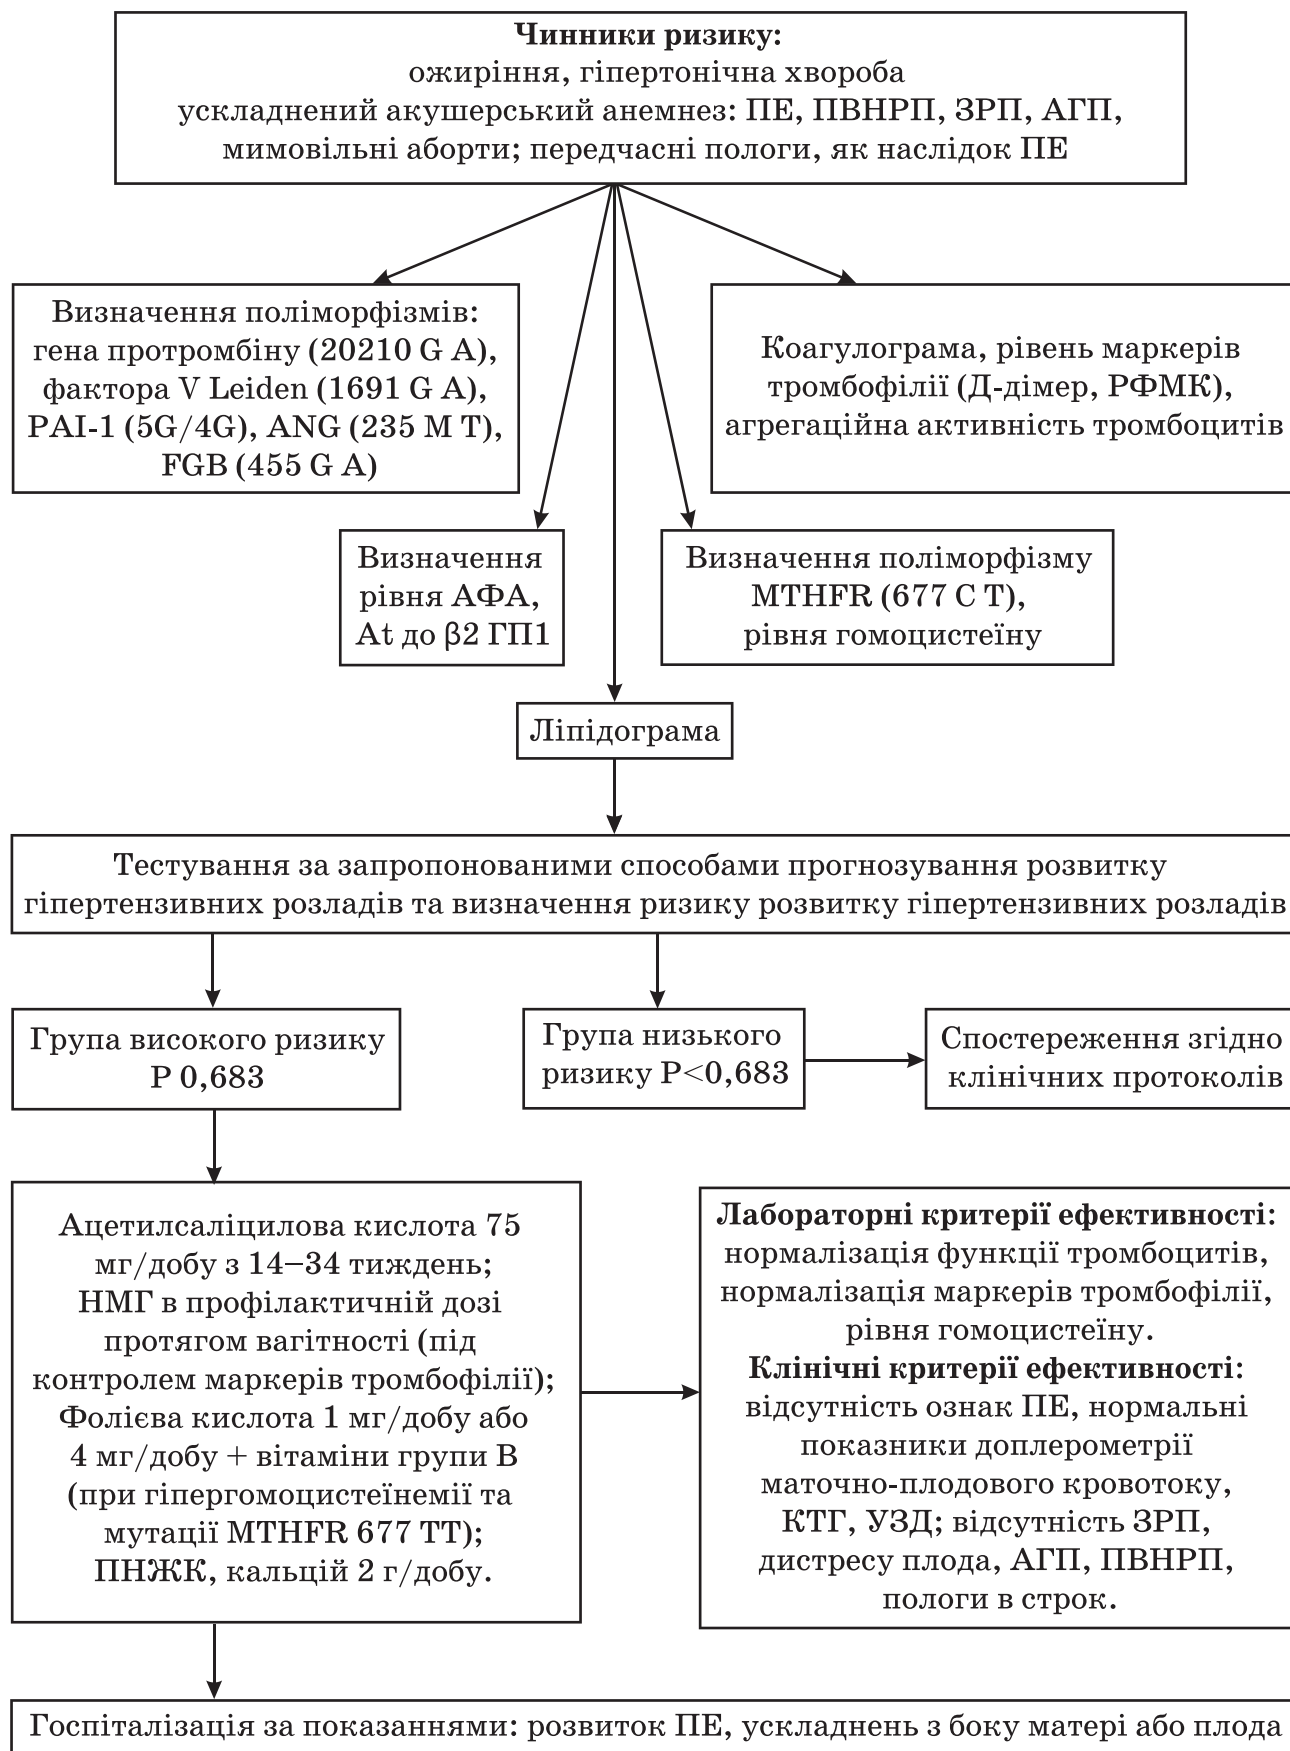 Чинники ризику:
ожиріння, гіпертонічна хвороба
ускладнений акушерський анемнез: ПЕ, ПВНРП, ЗРП, АГП,
мимовільні аборти; передчасні пологи, як наслідок ПЕ
Визначення поліморфізмів:
гена протромбіну (20210 G A),
фактора V Leiden (1691 G A),
PAI-1 (5G/4G), ANG (235 M T),
FGB (455 G A)
Коагулограма, рівень маркерів
тромбофілії (Д-дімер, РФМК),
агрегаційна активність тромбоцитів
Визначення
рівня АФА,
At до β2 ГП1
Визначення поліморфізму
MTHFR (677 C T),
рівня гомоцистеїну
Ліпідограма
Тестування за запропонованими способами прогнозування розвитку
гіпертензивних розладів та визначення ризику розвитку гіпертензивних розладів
Група високого ризику
P 0,683
Група низького
ризику P<0,683
Спостереження згідно
клінічних протоколів
Ацетилсаліцилова кислота 75
мг/добу з 14–34 тиждень;
НМГ в профілактичній дозі
протягом вагітності (під
контролем маркерів тромбофілії);
Фолієва кислота 1 мг/добу або
4 мг/добу + вітаміни групи В
(при гіпергомоцистеїнемії та
мутації MTHFR 677 TT);
ПНЖК, кальцій 2 г/добу.
Лабораторні критерії ефективності:
нормалізація функції тромбоцитів,
нормалізація маркерів тромбофілії,
рівня гомоцистеїну.
Клінічні критерії ефективності:
відсутність ознак ПЕ, нормальні
показники доплерометрії
маточно-плодового кровотоку,
КТГ, УЗД; відсутність ЗРП,
дистресу плода, АГП, ПВНРП,
пологи в строк.
Госпіталізація за показаннями: розвиток ПЕ, ускладнень з боку матері або плода